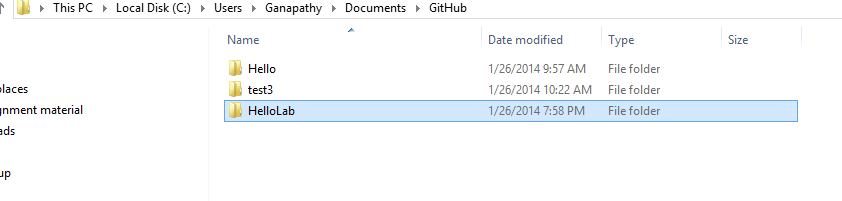 This PC Local Disk (C:) Users Ganapathy Documents GitHub
Name Date modified Type Size
Hello 1/26/2014 9:57 AM File folder
test3 1/26/2014 10:22 AM File folder
HelloLab 1/26/2014 7:58 PM File folder
places
gnment material
ads
up